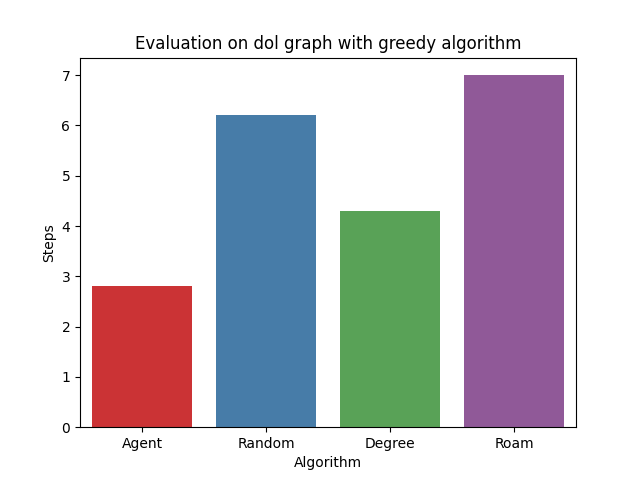 Evaluation on dol graph with greedy algorithm
7
6
5
4
3
2
1
0
Steps
Agent Random Degree Roam
Algorithm